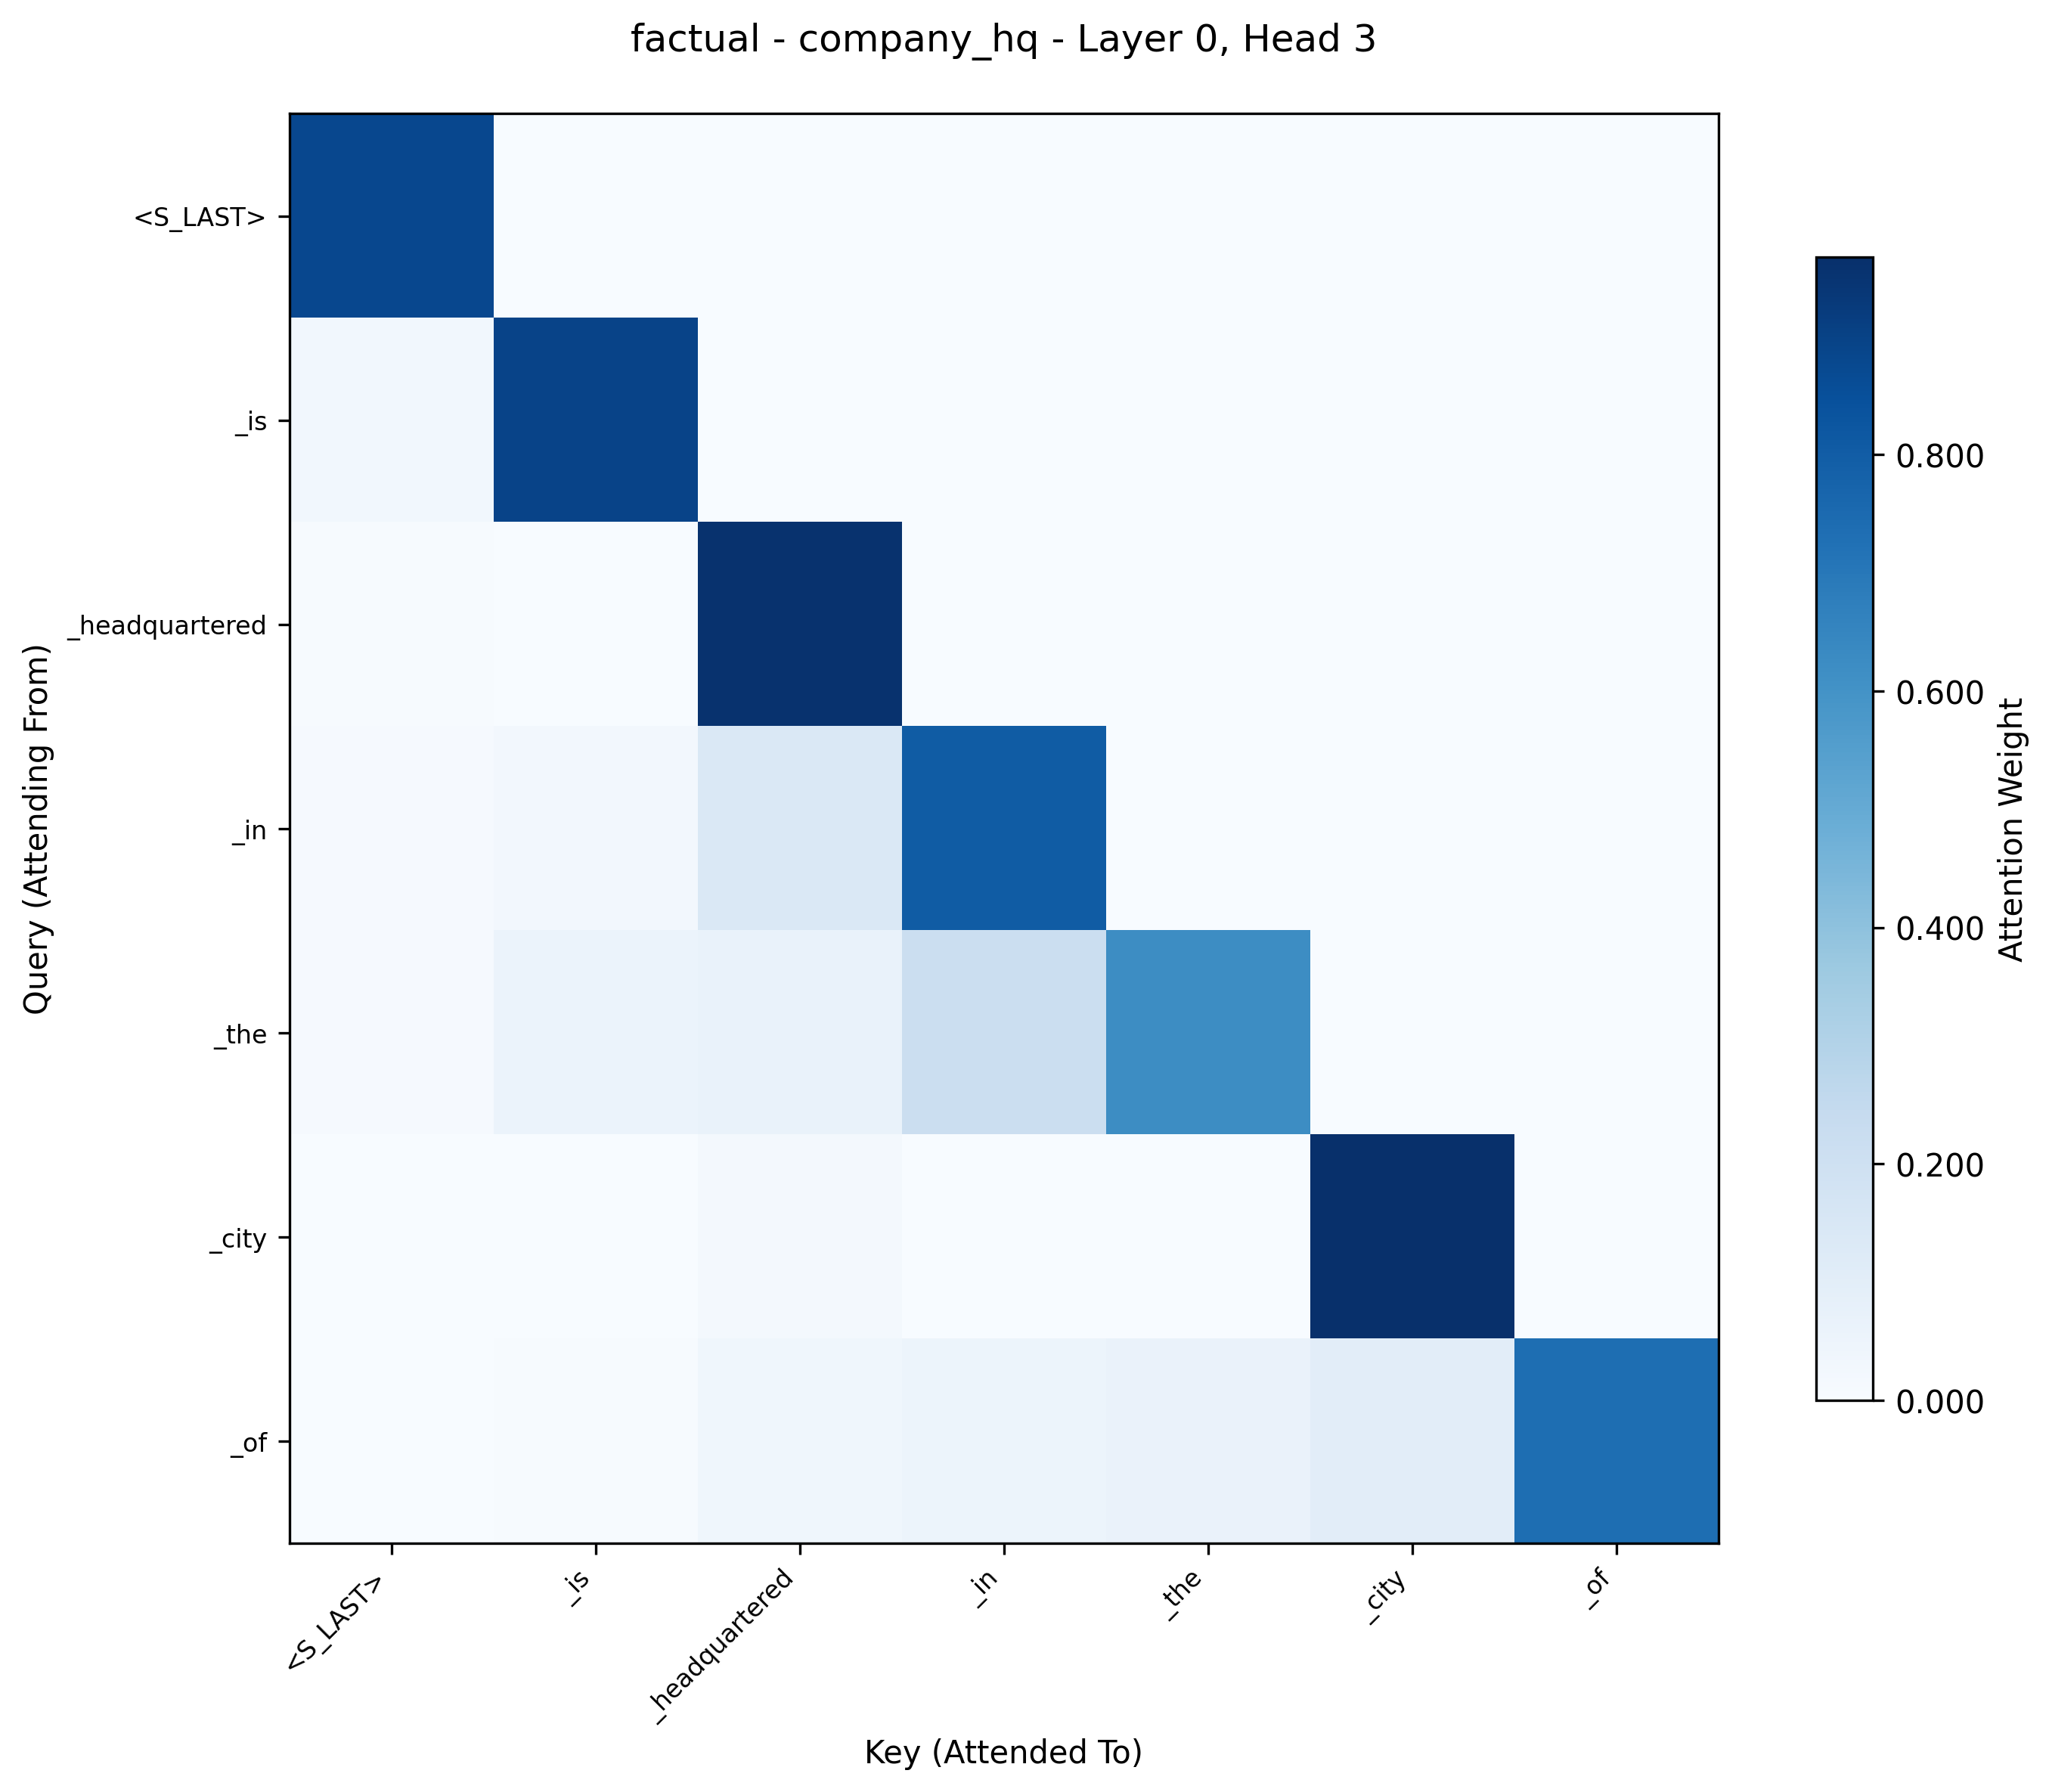 factual - company_hq - Layer 0, Head 3
Query (Attending From)
<S_LAST>
_is
_headquartered
_in
_the
_city
_of
<S_LAST>
_is
_headquartered
_in
_the
_city
_of
Key (Attended To)
0.800
0.600
0.400
0.200
0.000
Attention Weight